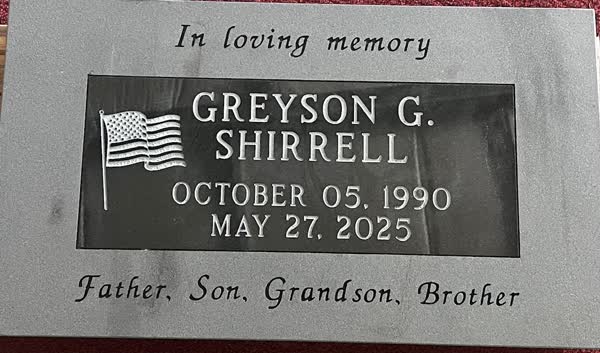 In loving memory
GREYSON G.
SHIRRELL
OCTOBER 05, 1990
MAY 27, 2025
Father, Son, Grandson, Brother